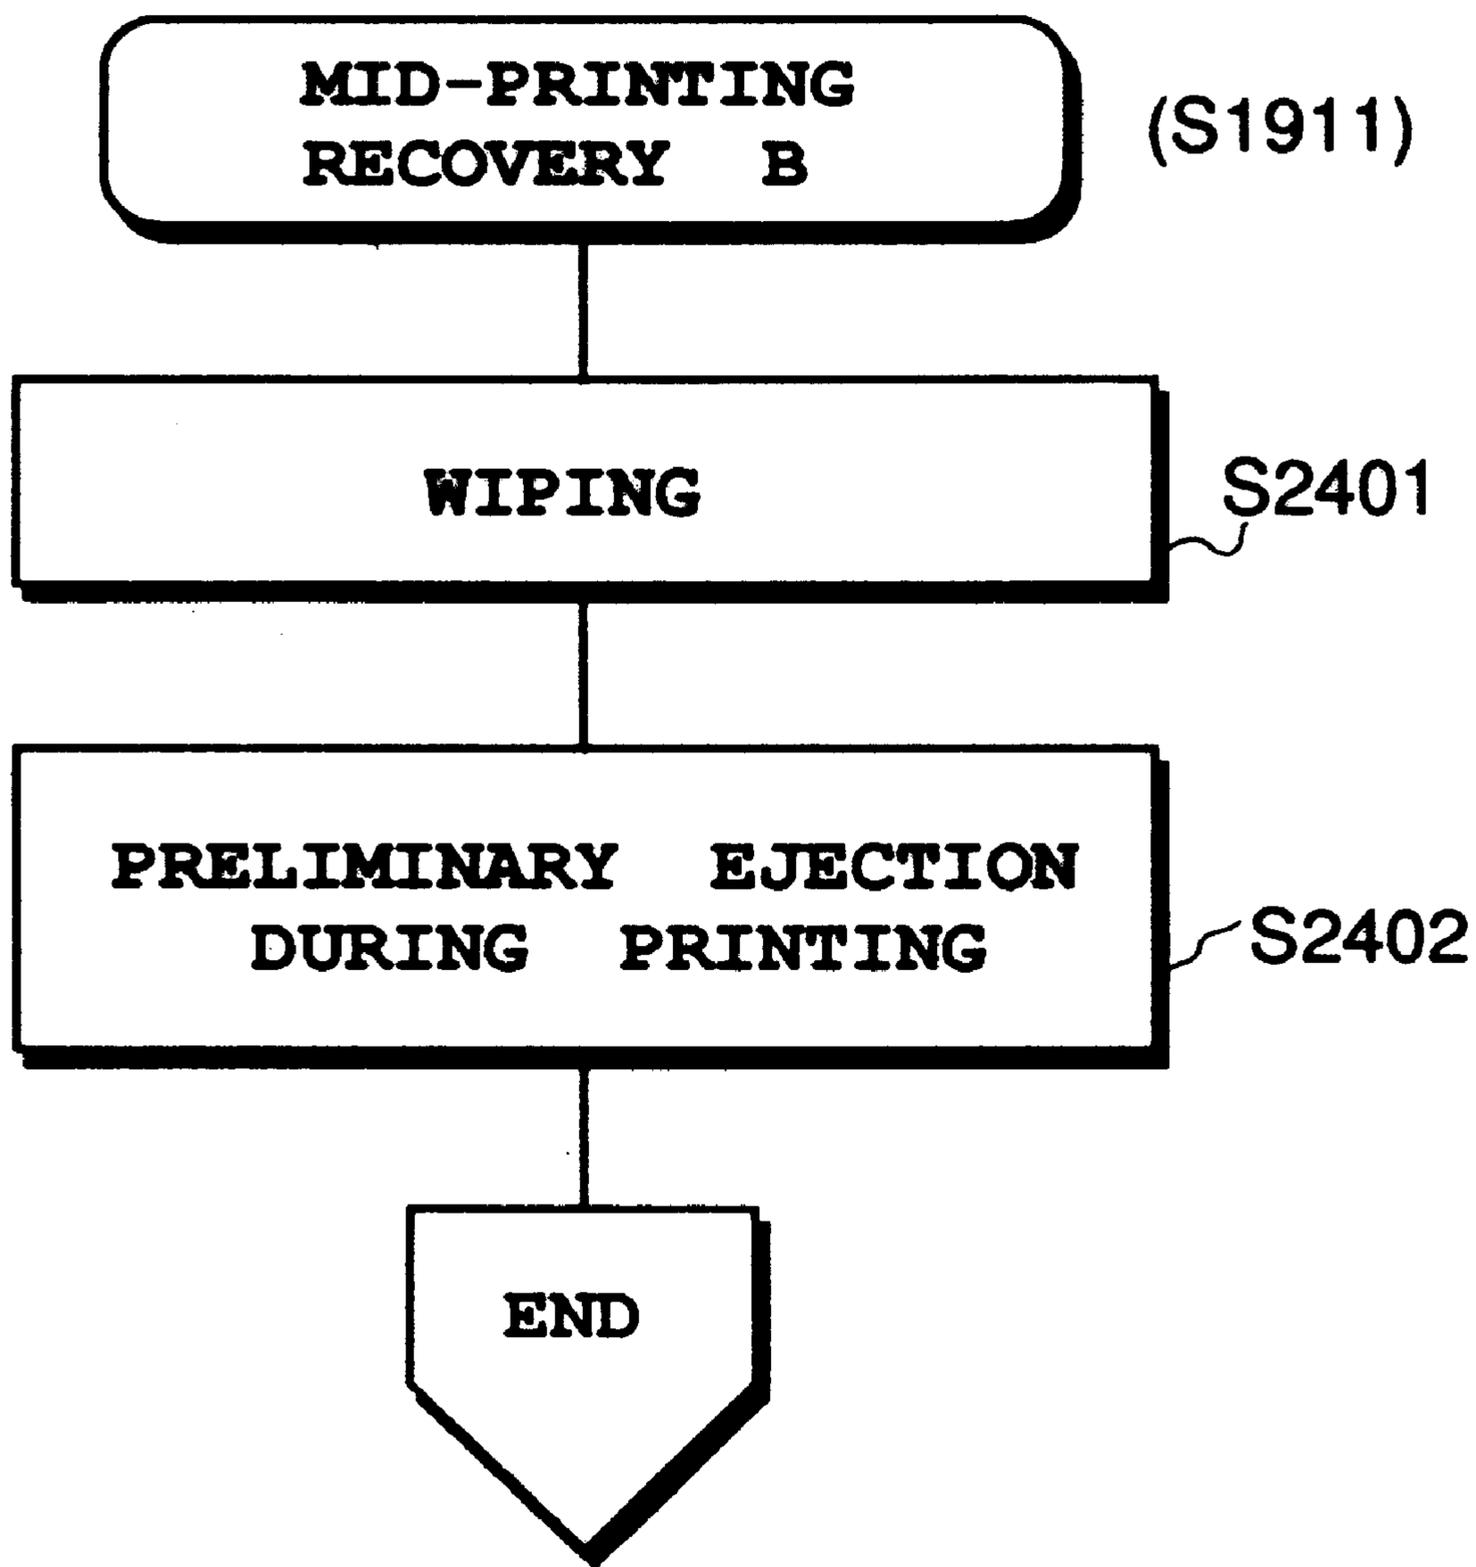 MID-PRINTING
RECOVERY B
(S1911)
WIPING
S2401
PRELIMINARY EJECTION
DURING PRINTING
S2402
END